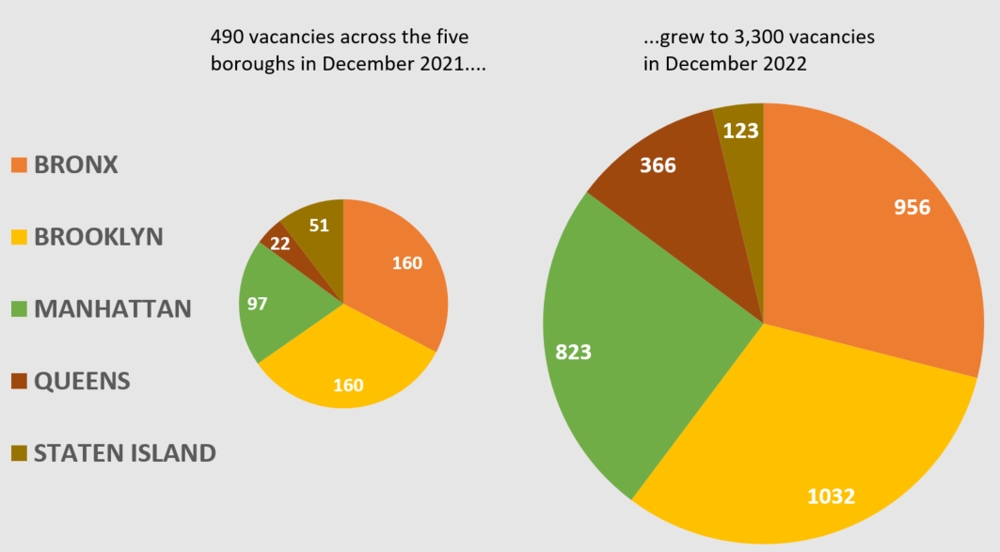 490 vacancies across the five
boroughs in December 2021....
...grew to 3,300 vacancies
in December 2022
BRONX
BROOKLYN
MANHATTAN
QUEENS
STATEN ISLAND
51
22
160
97
160
123
366
956
823
1032